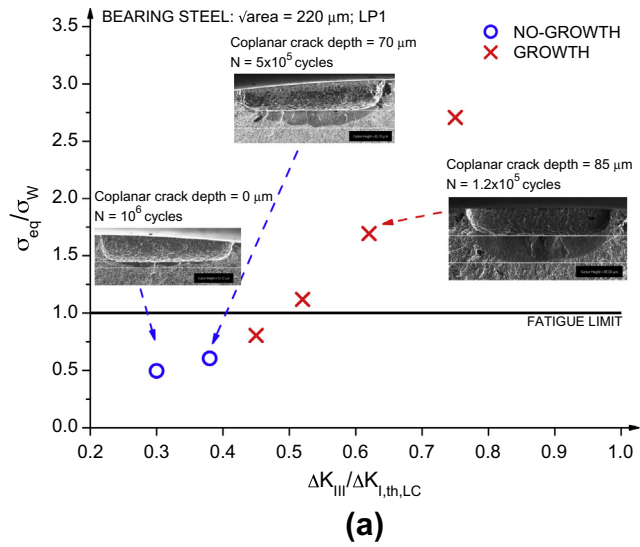 BEARING STEEL: √area = 220 μm; LP1
NO-GROWTH
GROWTH
Coplanar crack depth = 70 μm
N = 5x10⁵ cycles
Coplanar crack depth = 85 μm
N = 1.2x10⁵ cycles
Coplanar crack depth = 0 μm
N = 10⁶ cycles
FATIGUE LIMIT
σeq/σW
3.5
3.0
2.5
2.0
1.5
1.0
0.5
0.0
0.2 0.3 0.4 0.5 0.6 0.7 0.8 0.9 1.0
ΔKIII/ΔKI,th,LC
(a)